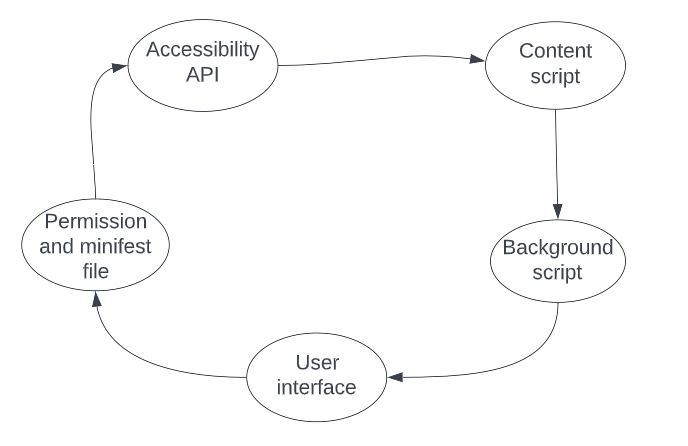 Accessibility
API
Content
script
Background
script
User
interface
Permission
and minifest
file